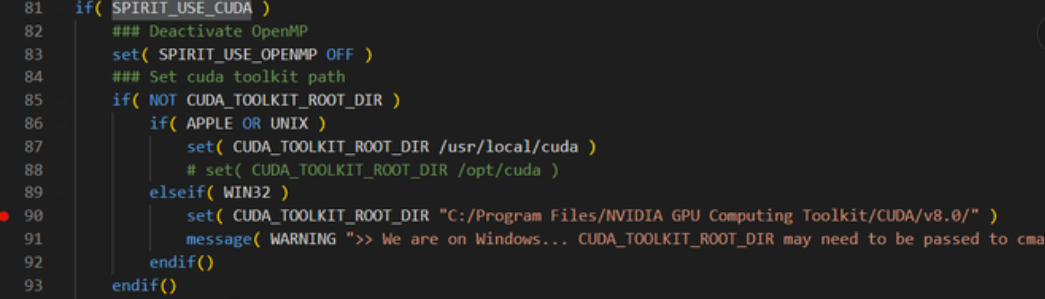 81 if( SPIRIT_USE_CUDA )
82 ### Deactivate OpenMP
83 set( SPIRIT_USE_OPENMP OFF )
84 ### Set cuda toolkit path
85 if( NOT CUDA_TOOLKIT_ROOT_DIR )
86 if( APPLE OR UNIX )
87 set( CUDA_TOOLKIT_ROOT_DIR /usr/local/cuda )
88 # set( CUDA_TOOLKIT_ROOT_DIR /opt/cuda )
89 elseif( WIN32 )
90 set( CUDA_TOOLKIT_ROOT_DIR "C:/Program Files/NVIDIA GPU Computing Toolkit/CUDA/v8.0/" )
91 message( WARNING ">> We are on Windows... CUDA_TOOLKIT_ROOT_DIR may need to be passed to cma
92 endif()
93 endif()